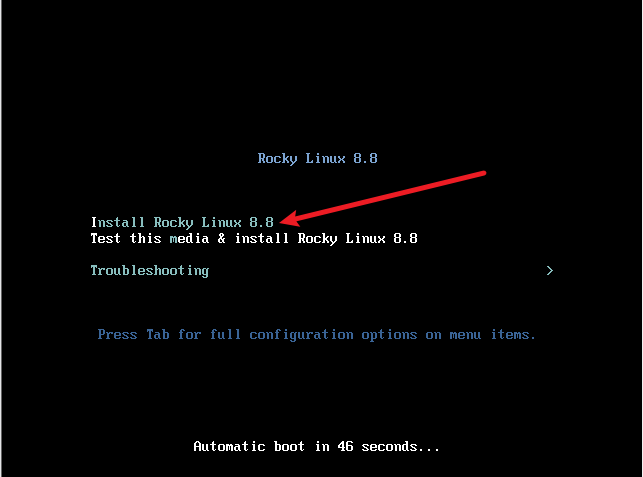 Rocky Linux 8.8
Install Rocky Linux 8.8
Test this media & install Rocky Linux 8.8
Troubleshooting >
Press Tab for full configuration options on menu items.
Automatic boot in 46 seconds...